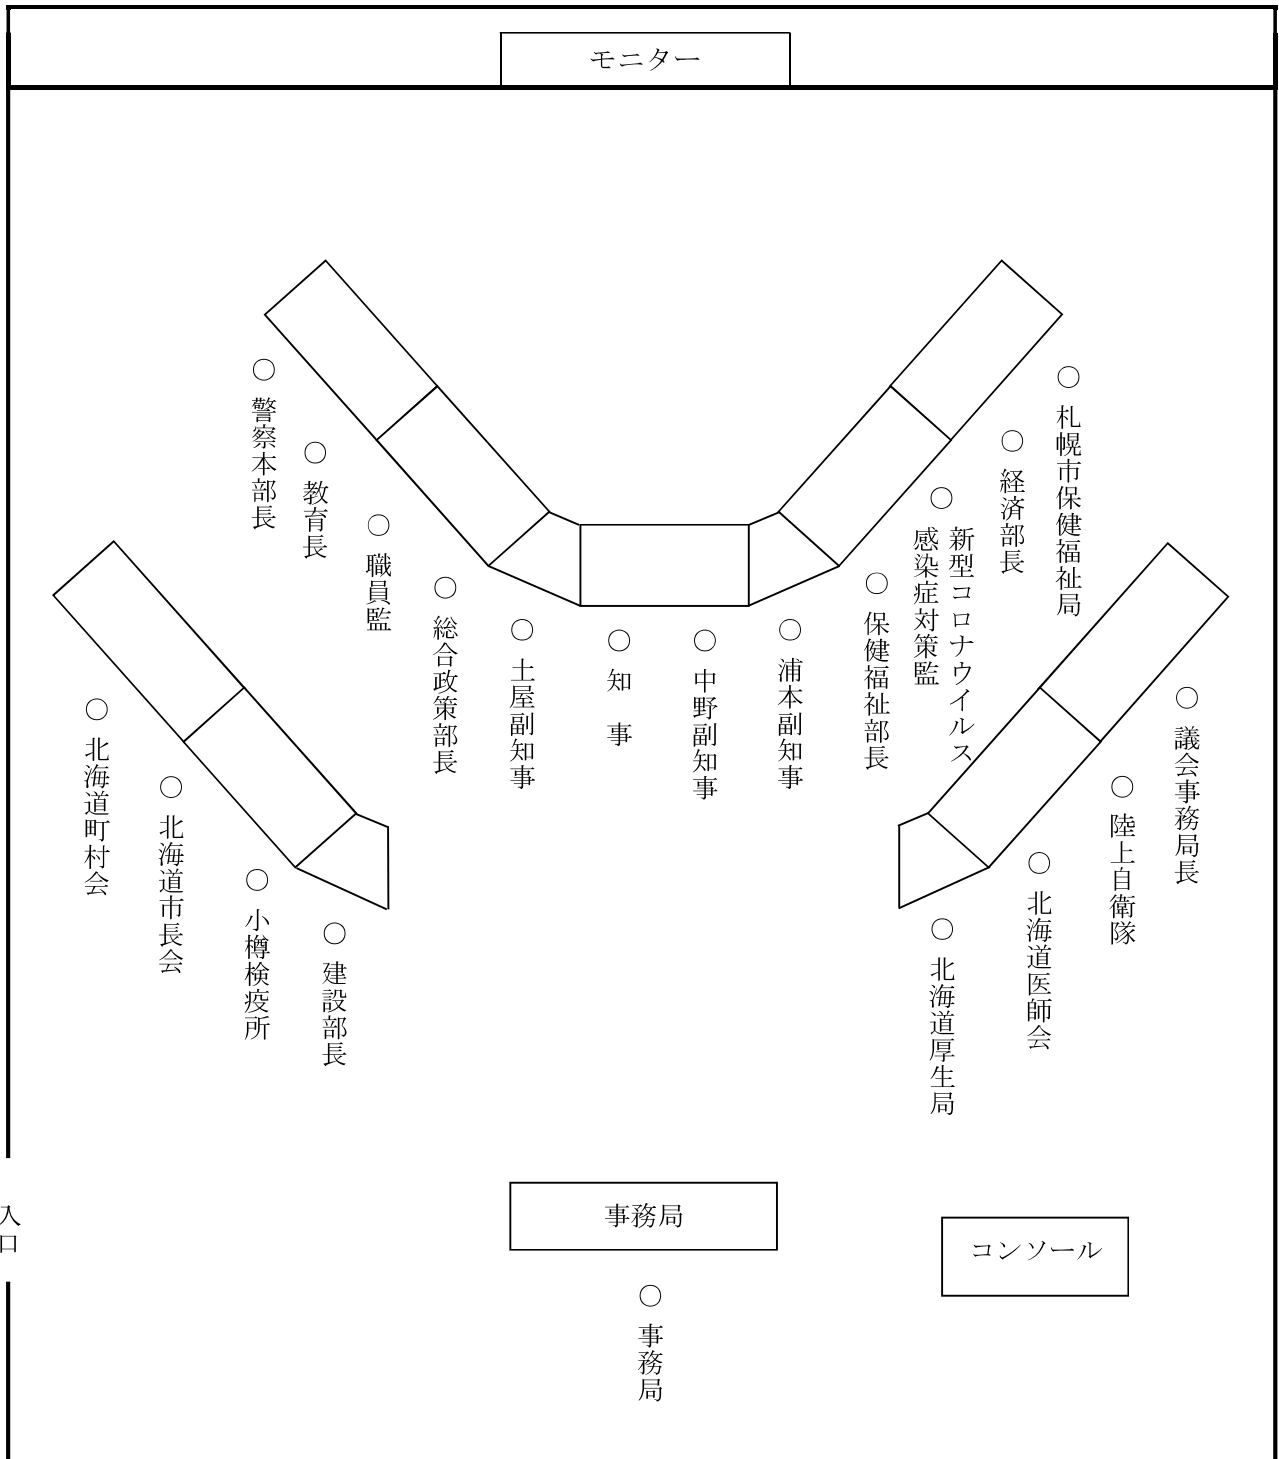 モニター
○ 警察本部長
○ 教育長
○ 職員監
○ 総合政策部長
○ 土屋副知事
○ 知　事
○ 中野副知事
○ 浦本副知事
○ 保健福祉部長
○ 新型コロナウイルス
感染症対策監
○ 経済部長
○ 札幌市保健福祉局
○ 北海道町村会
○ 北海道市長会
○ 小樽検疫所
○ 建設部長
○ 北海道厚生局
○ 北海道医師会
○ 陸上自衛隊
○ 議会事務局長
入口
事務局
○ 事務局
コンソール